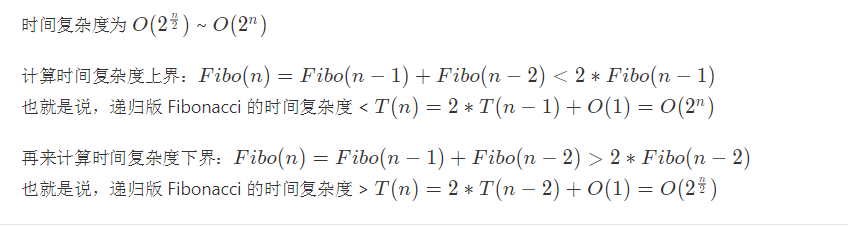 时间复杂度为 O(2^{\frac{n}{2}}) ~ O(2^n)
计算时间复杂度上界：Fibo(n) = Fibo(n − 1) + Fibo(n − 2) < 2 * Fibo(n − 1)
也就是说，递归版 Fibonacci 的时间复杂度 < T(n) = 2 * T(n − 1) + O(1) = O(2^n)
再来计算时间复杂度下界：Fibo(n) = Fibo(n − 1) + Fibo(n − 2) > 2 * Fibo(n − 2)
也就是说，递归版 Fibonacci 的时间复杂度 > T(n) = 2 * T(n − 2) + O(1) = O(2^{\frac{n}{2}})